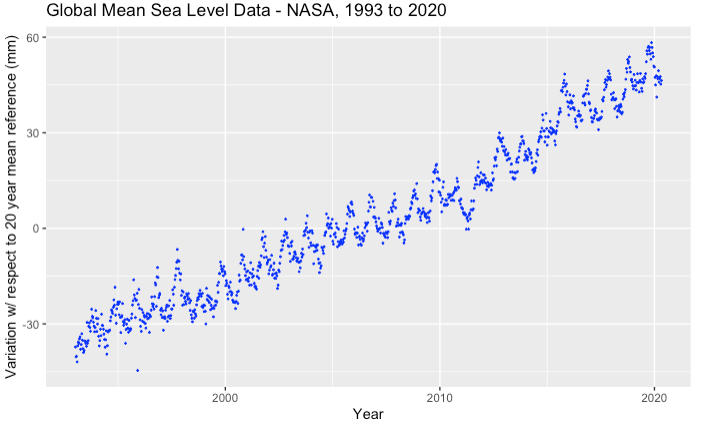 Global Mean Sea Level Data - NASA, 1993 to 2020
Variation w/ respect to 20 year mean reference (mm)
60
30
0
-30
2000
2010
2020
Year